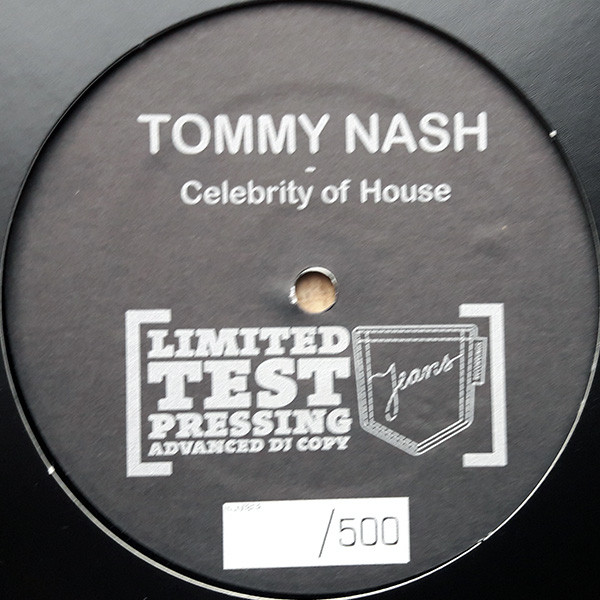 TOMMY NASH
-
Celebrity of House
LIMITED
TEST
PRESSING
ADVANCED DJ COPY
Jeans
/500